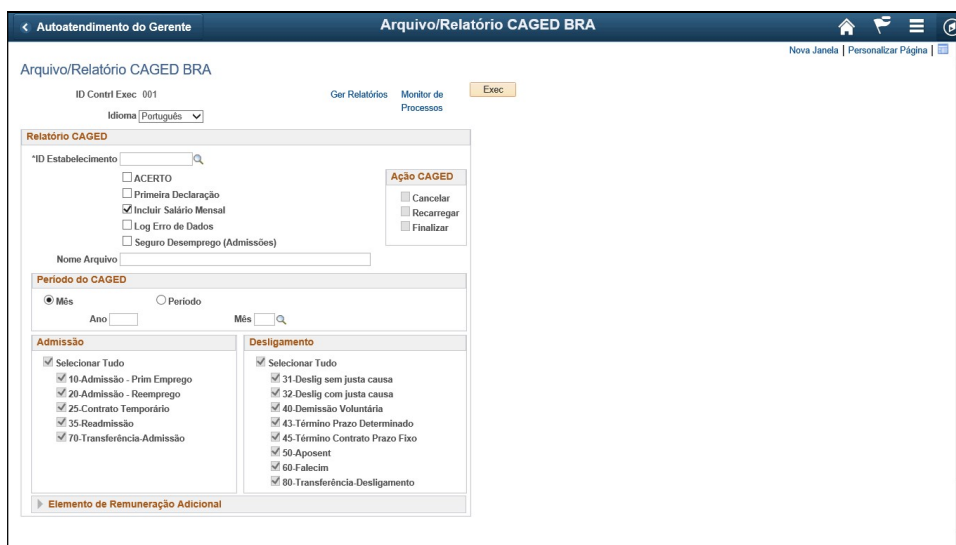 Autoatendimento do Gerente
Arquivo/Relatório CAGED BRA
Nova Janela | Personalizar Página |
Arquivo/Relatório CAGED BRA
ID Contrl Exec 001
Ger Relatórios
Monitor de Processos
Exec
Idioma Português
Relatório CAGED
*ID Estabelecimento
ACERTO
Primeira Declaração
Incluir Salário Mensal
Log Erro de Dados
Seguro Desemprego (Admissões)
Ação CAGED
Cancelar
Recarregar
Finalizar
Nome Arquivo
Período do CAGED
Mês
Período
Ano
Mês
Admissão
Selecionar Tudo
10-Admissão - Prim Emprego
20-Admissão - Reemprego
25-Contrato Temporário
35-Readmissão
70-Transferência-Admissão
Desligamento
Selecionar Tudo
31-Deslig sem justa causa
32-Deslig com justa causa
40-Demissão Voluntária
43-Término Prazo Determinado
45-Término Contrato Prazo Fixo
50-Aposent
60-Falecim
80-Transferência-Desligamento
Elemento de Remuneração Adicional